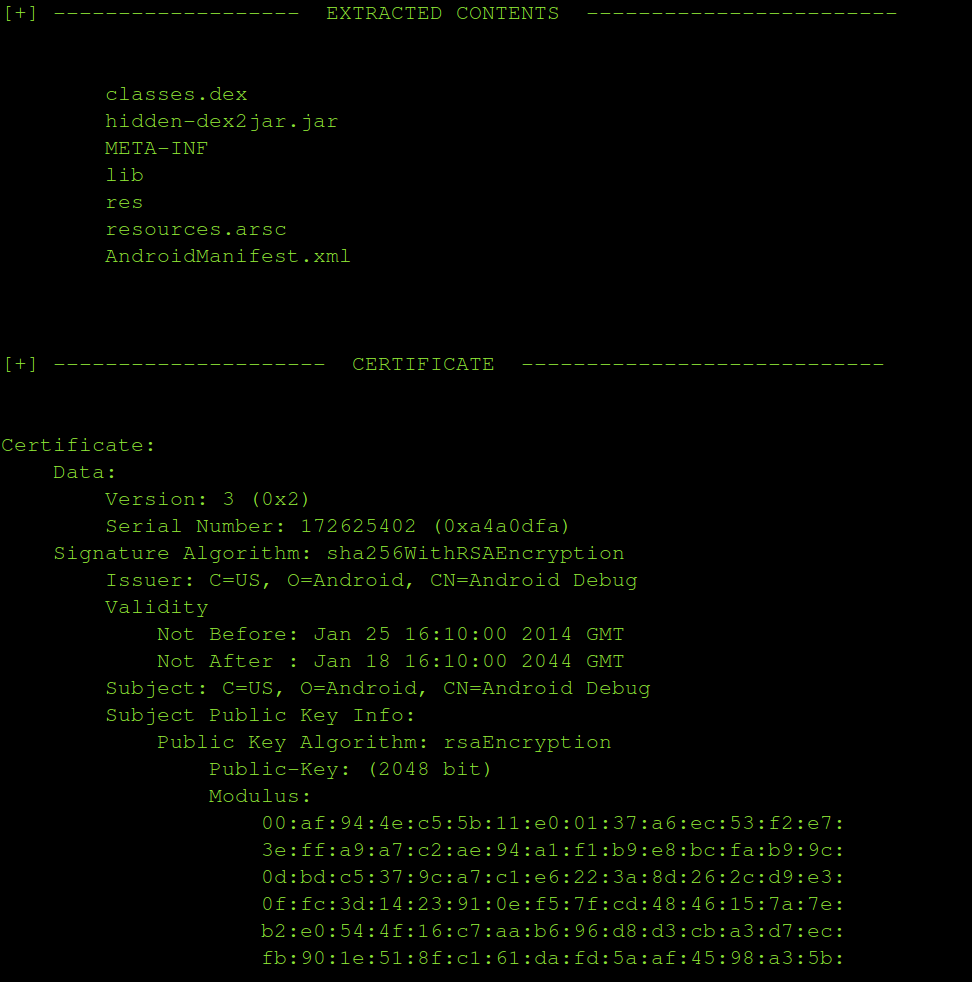 [+] -------------------  EXTRACTED CONTENTS  ------------------------
classes.dex
hidden-dex2jar.jar
META-INF
lib
res
resources.arsc
AndroidManifest.xml
[+] ---------------------  CERTIFICATE  ----------------------------
Certificate:
Data:
Version: 3 (0x2)
Serial Number: 172625402 (0xa4a0dfa)
Signature Algorithm: sha256WithRSAEncryption
Issuer: C=US, O=Android, CN=Android Debug
Validity
Not Before: Jan 25 16:10:00 2014 GMT
Not After : Jan 18 16:10:00 2044 GMT
Subject: C=US, O=Android, CN=Android Debug
Subject Public Key Info:
Public Key Algorithm: rsaEncryption
Public-Key: (2048 bit)
Modulus:
00:af:94:4e:c5:5b:11:e0:01:37:a6:ec:53:f2:e7:
3e:ff:a9:a7:c2:ae:94:a1:f1:b9:e8:bc:fa:b9:9c:
0d:bd:c5:37:9c:a7:c1:e6:22:3a:8d:26:2c:d9:e3:
0f:fc:3d:14:23:91:0e:f5:7f:cd:48:46:15:7a:7e:
b2:e0:54:4f:16:c7:aa:b6:96:d8:d3:cb:a3:d7:ec:
fb:90:1e:51:8f:c1:61:da:fd:5a:af:45:98:a3:5b: